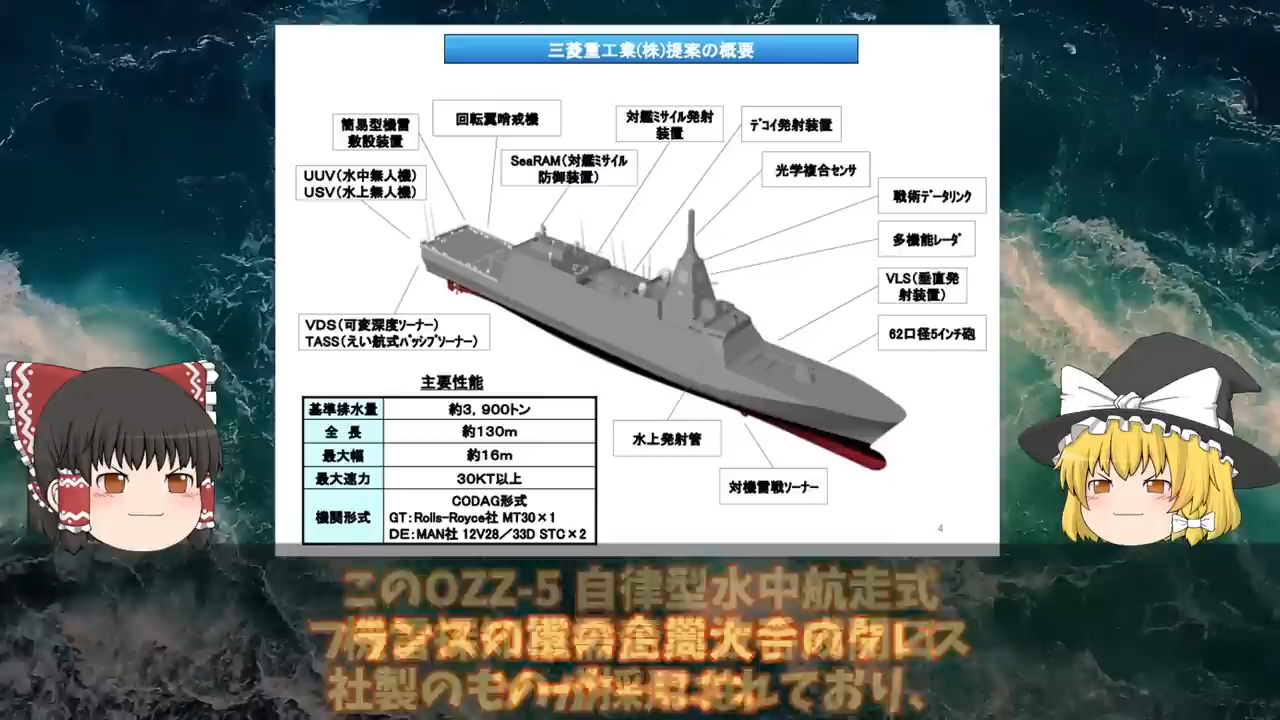 三菱重工業(株)提案の概要
簡易型機雷
敷設装置
回転翼哨戒機
対艦ﾐｻｲﾙ発射
装置
ﾃﾞｺｲ発射装置
SeaRAM(対艦ﾐｻｲﾙ
防御装置)
光学複合ｾﾝｻ
UUV(水中無人機)
USV(水上無人機)
戦術ﾃﾞｰﾀﾘﾝｸ
多機能ﾚｰﾀﾞ
VLS(垂直発
射装置)
VDS(可変深度ｿｰﾅｰ)
TASS(えい航式ﾊﾟｯｼﾌﾞｿｰﾅｰ)
62口径5ｲﾝﾁ砲
水上発射管
対機雷戦ｿｰﾅｰ
主要性能
基準排水量 約3,900トン
全 長 約130m
最大幅 約16m
最大速力 30KT以上
機関形式 CODAG形式
GT:Rolls-Royce社 MT30×1
DE:MAN社 12V28/33D STC×2
4
このOZZ-5 自律型水中航走式
社製のものが採用されており、